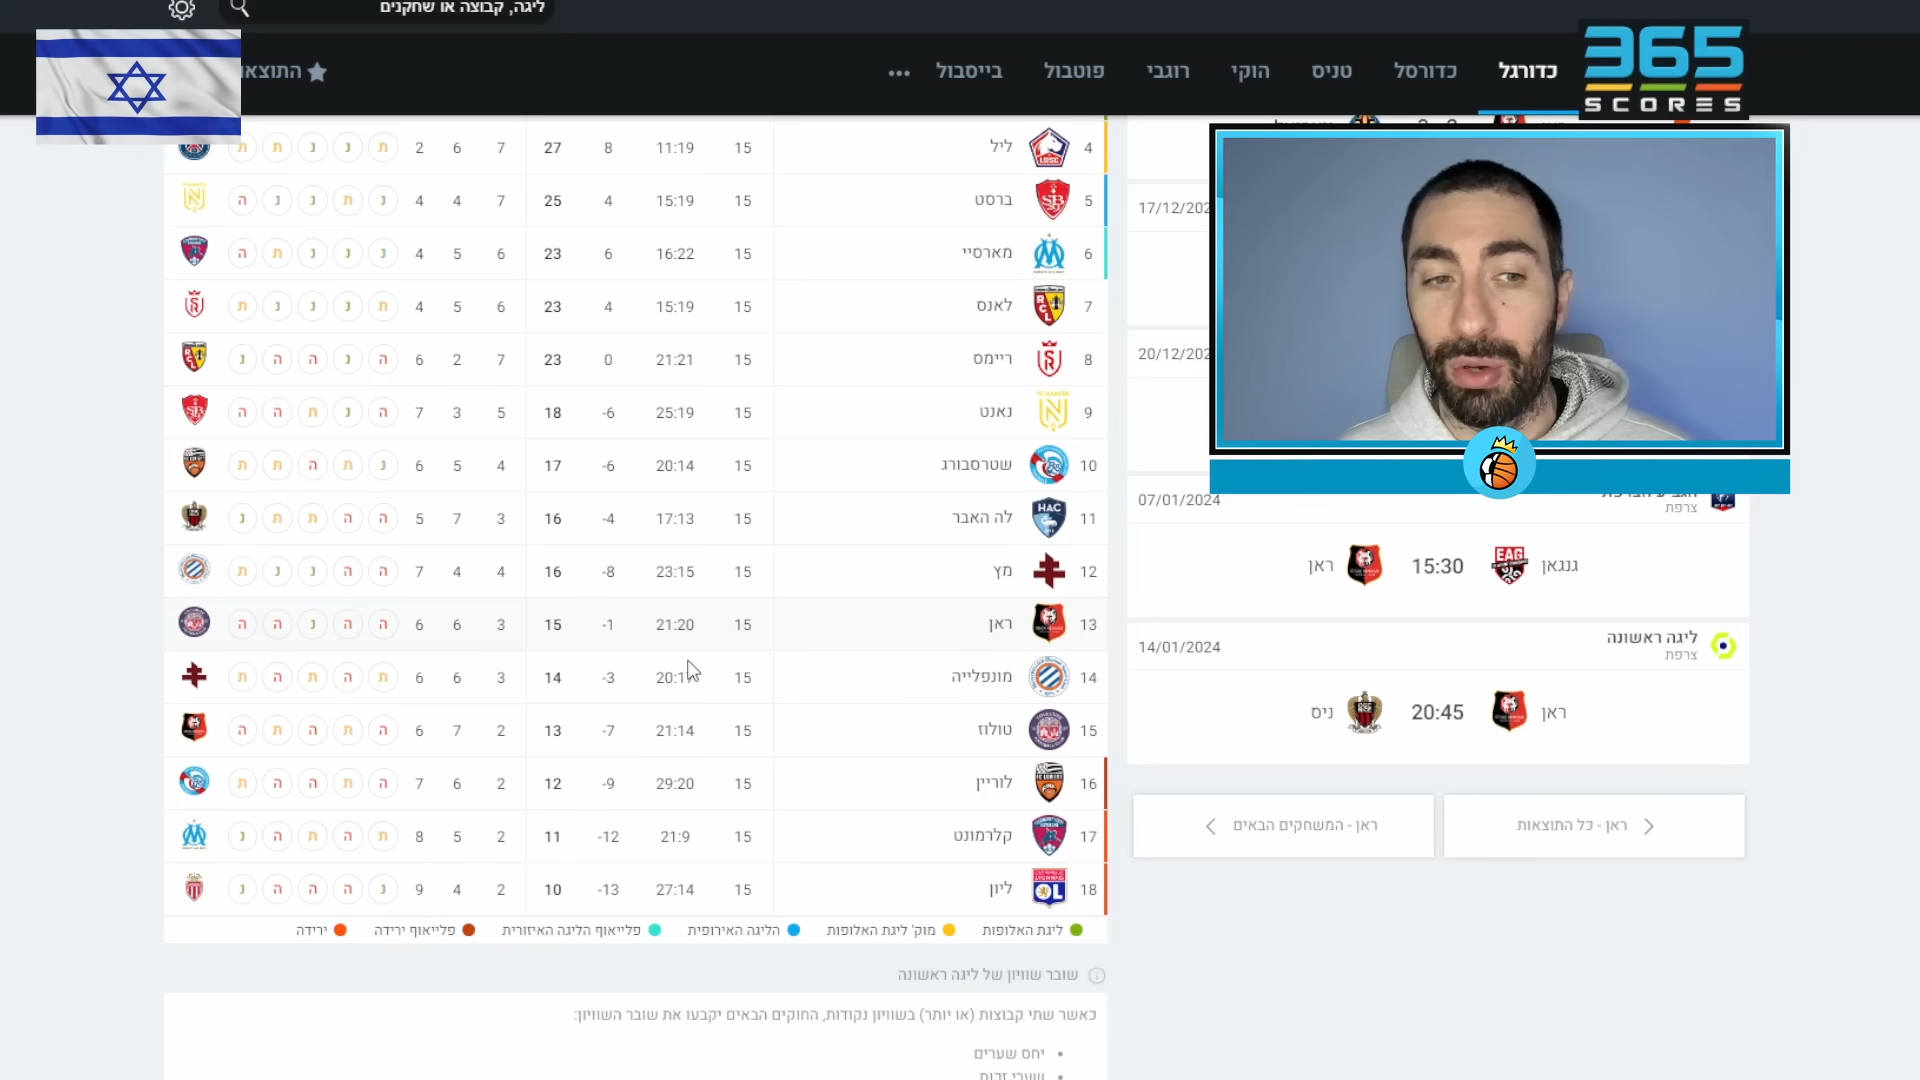 ליגה, קבוצה או שחקנים
365
SCORES
כדורגל
כדורסל
טניס
הוקי
רוגבי
פוטבול
בייסבול
•••
4 ליל 15 11:19 8 27 7 6 2 ת נ נ ת ת
5 ברסט 15 15:19 4 25 7 4 4 נ ת נ נ ה
6 מארסיי 15 16:22 6 23 6 5 4 נ נ נ ת ה
7 לאנס 15 15:19 4 23 6 5 4 ת נ נ נ ת
8 ריימס 15 21:21 0 23 7 2 6 ה נ ה ה נ
9 נאנט 15 25:19 -6 18 5 3 7 ה נ ת ה ה
10 שטרסבורג 15 20:14 -6 17 4 5 6 נ ת ה ת ת
11 לה האבר 15 17:13 -4 16 3 7 5 ה ה ת ת נ
12 מץ 15 23:15 -8 16 4 4 7 ה ה נ נ ת
13 ראן 15 21:20 -1 15 3 6 6 ה ה נ ה ה
14 מונפלייה 15 -3 14 3 6 6 ת ה ת ה ת
15 טולוז 15 21:14 -7 13 2 7 6 ה ת ה ת ה
16 לוריין 15 29:20 -9 12 2 6 7 ה ת ה ה ת
17 קלרמונט 15 21:9 -12 11 2 5 8 ת ה ת ה נ
18 ליון 15 27:14 -13 10 2 4 9 נ ה ה ה נ
ליגת האלופות
מוק' ליגת האלופות
הליגה האירופית
פלייאוף הליגה האיזורית
פלייאוף ירידה
ירידה
שובר שוויון של ליגה ראשונה
כאשר שתי קבוצות (או יותר) בשוויון נקודות, החוקים הבאים יקבעו את שובר השוויון:
• יחס שערים
07/01/2024
צרפת
גנגאן 15:30 ראן
ליגה ראשונה 14/01/2024
צרפת
ראן 20:45 ניס
ראן - כל התוצאות
ראן - המשחקים הבאים